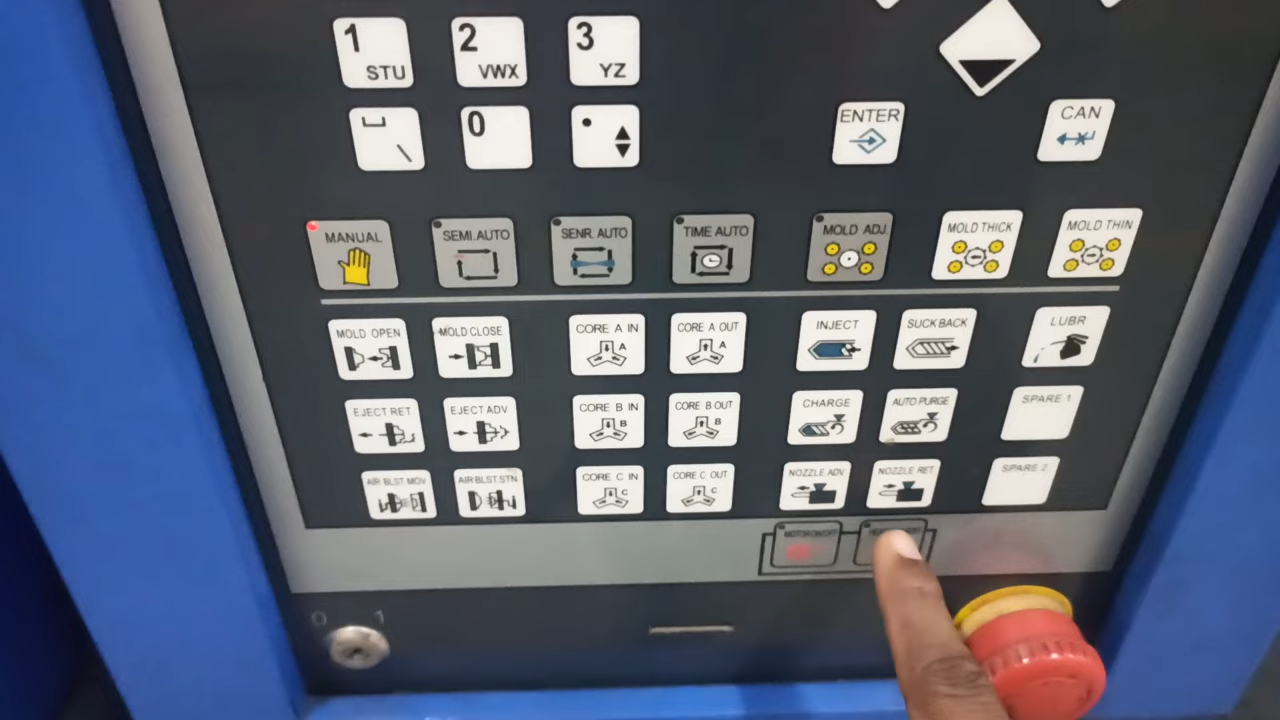 1
STU
2
VWX
3
YZ
0
ENTER
CAN
MANUAL
SEMI.AUTO
SENR.AUTO
TIME AUTO
MOLD ADJ
MOLD THICK
MOLD THIN
MOLD OPEN
MOLD CLOSE
CORE A IN
A
CORE A OUT
A
INJECT
SUCK BACK
LUBR
EJECT RET
EJECT ADV
CORE B IN
B
CORE B OUT
B
CHARGE
AUTO PURGE
SPARE 1
AIR BLST.MOV
AIR BLST.STN
CORE C IN
C
CORE C OUT
C
NOZZLE ADV
NOZZLE RET
SPARE 2
MOTOR ON/OFF
0
1